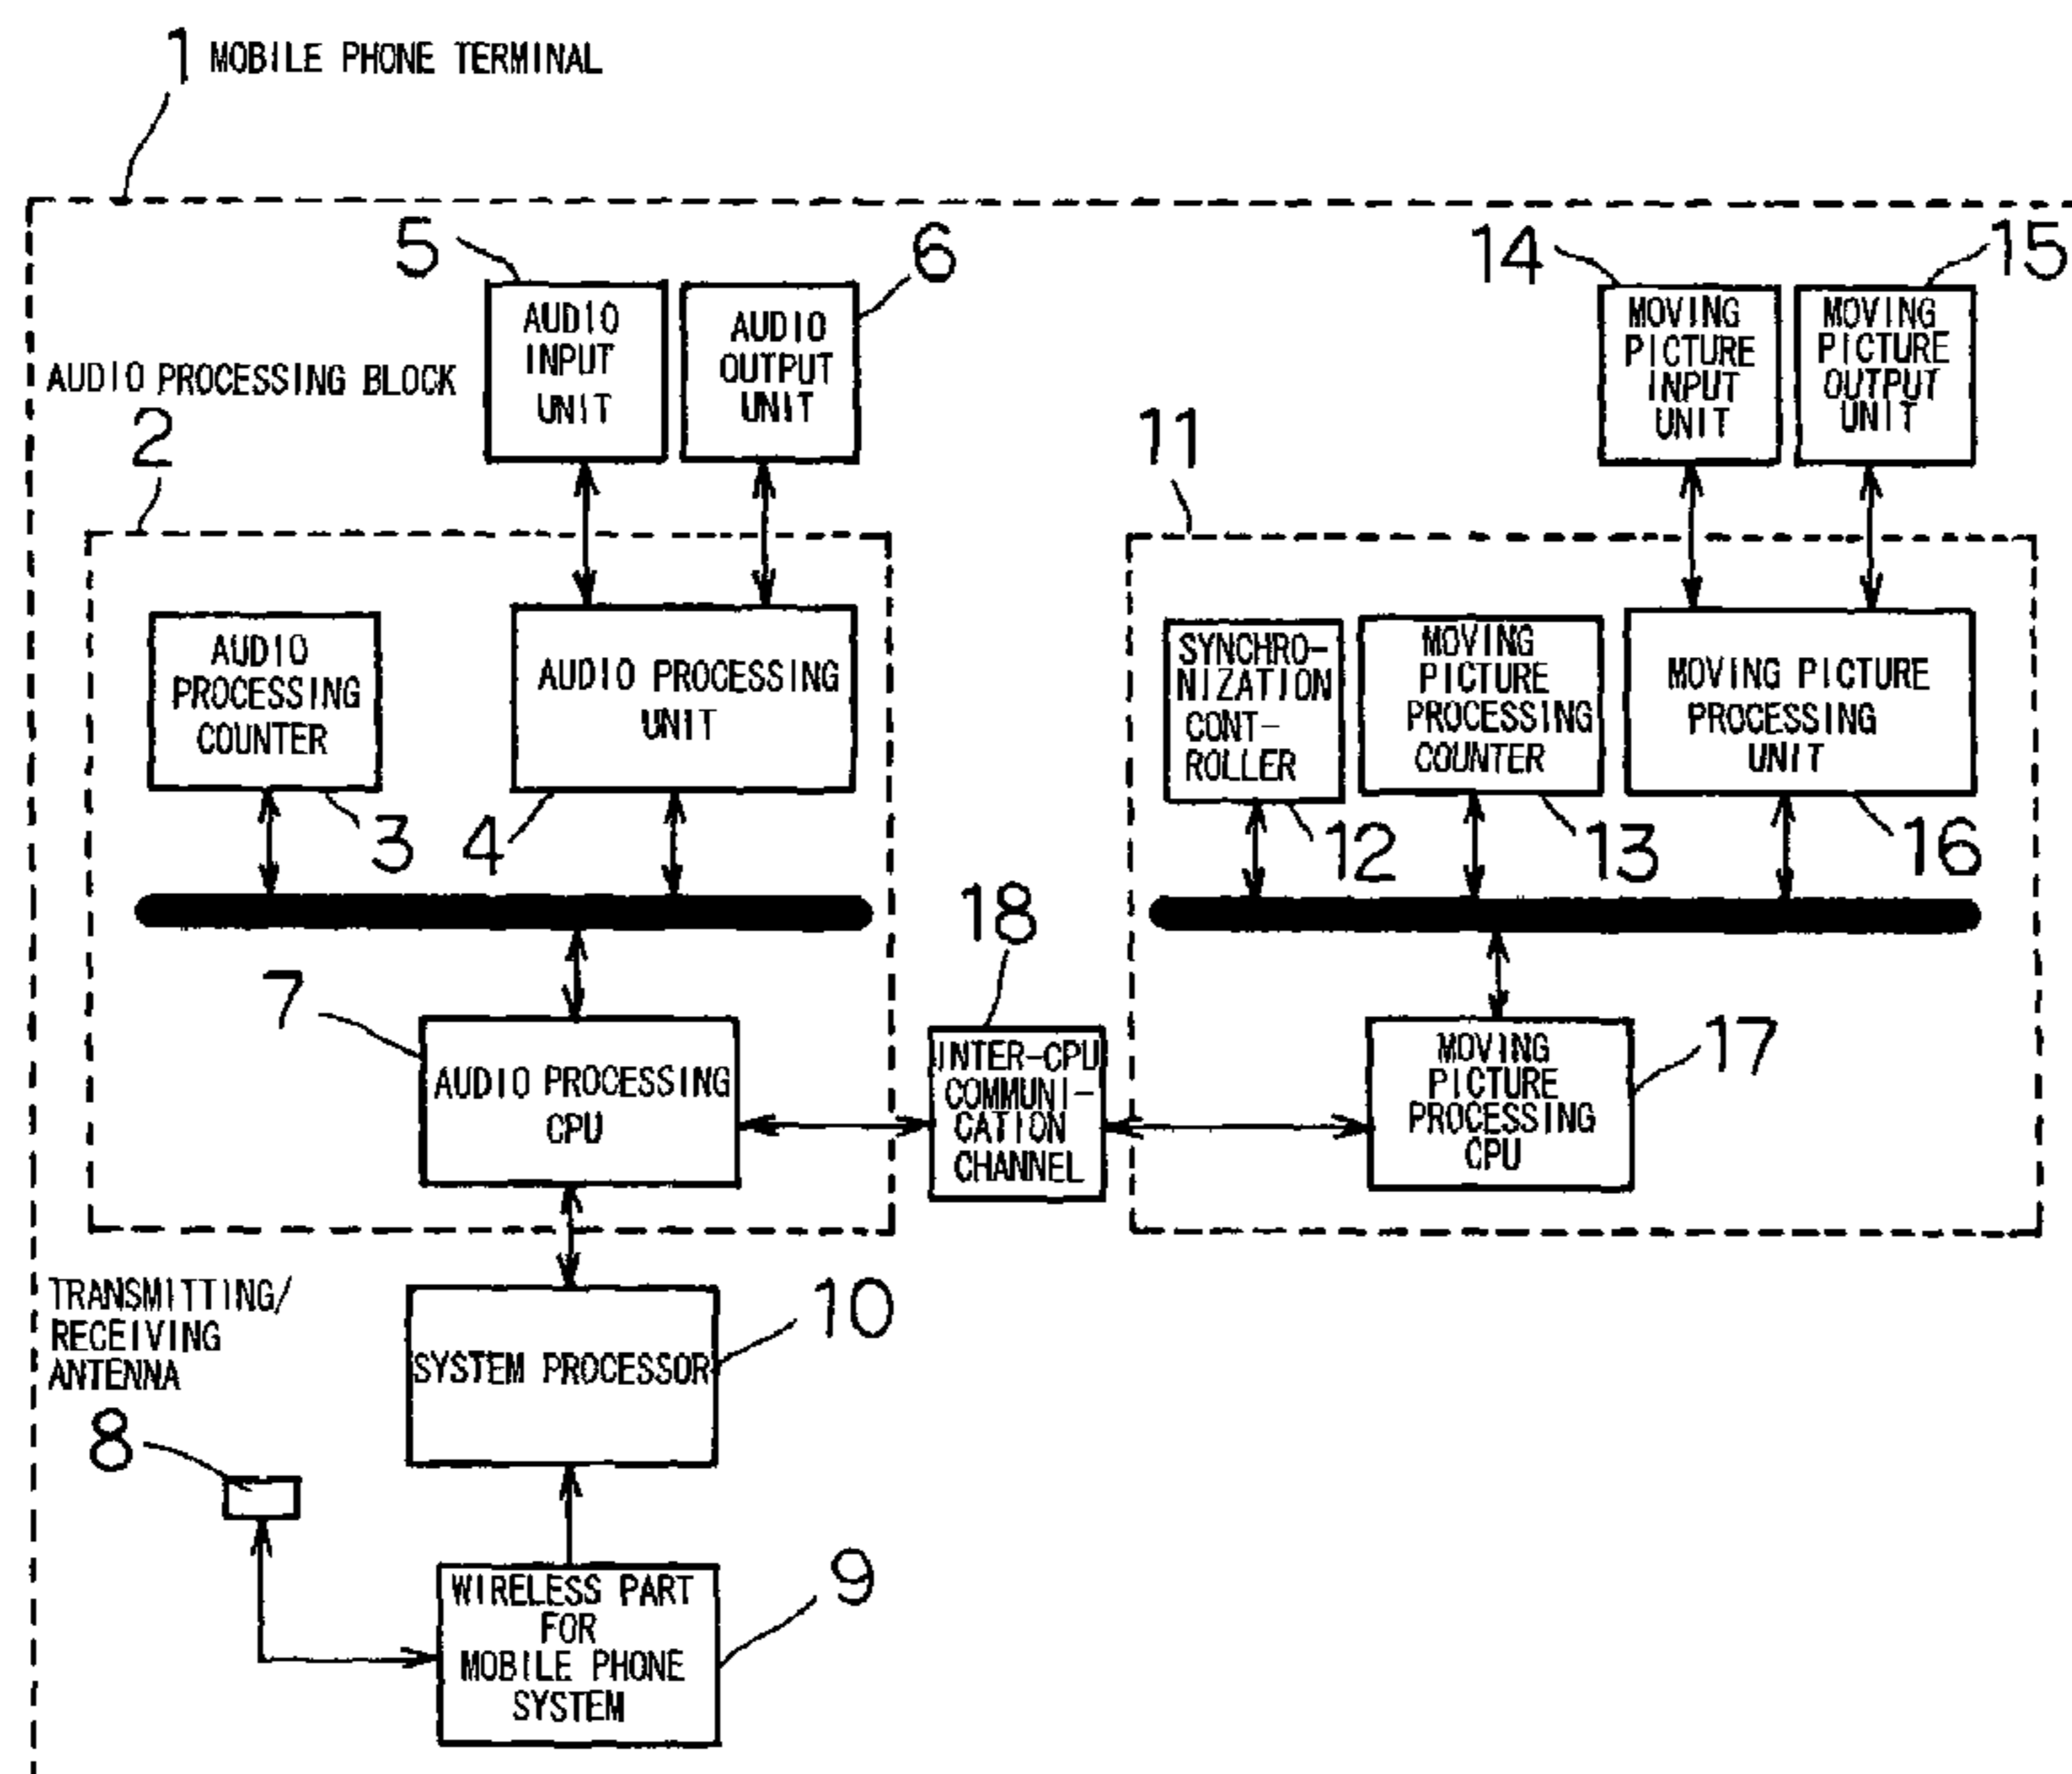 1 MOBILE PHONE TERMINAL
5
6
14
15
AUDIO
INPUT
UNIT
AUDIO
OUTPUT
UNIT
MOVING
PICTURE
INPUT
UNIT
MOVING
PICTURE
OUTPUT
UNIT
AUDIO PROCESSING BLOCK
2
11
AUDIO
PROCESSING
COUNTER
AUDIO PROCESSING
UNIT
SYNCHRO-
NIZATION
CONT-
ROLLER
MOVING
PICTURE
PROCESSING
COUNTER
MOVING PICTURE
PROCESSING
UNIT
3
4
12
13
16
18
7
AUDIO PROCESSING
CPU
INTER-CPU
COMMUNI-
CATION
CHANNEL
MOVING
PICTURE
PROCESSING
CPU
17
TRANSMITTING/
RECEIVING
ANTENNA
8
SYSTEM PROCESSOR
10
WIRELESS PART
FOR
MOBILE PHONE
SYSTEM
9